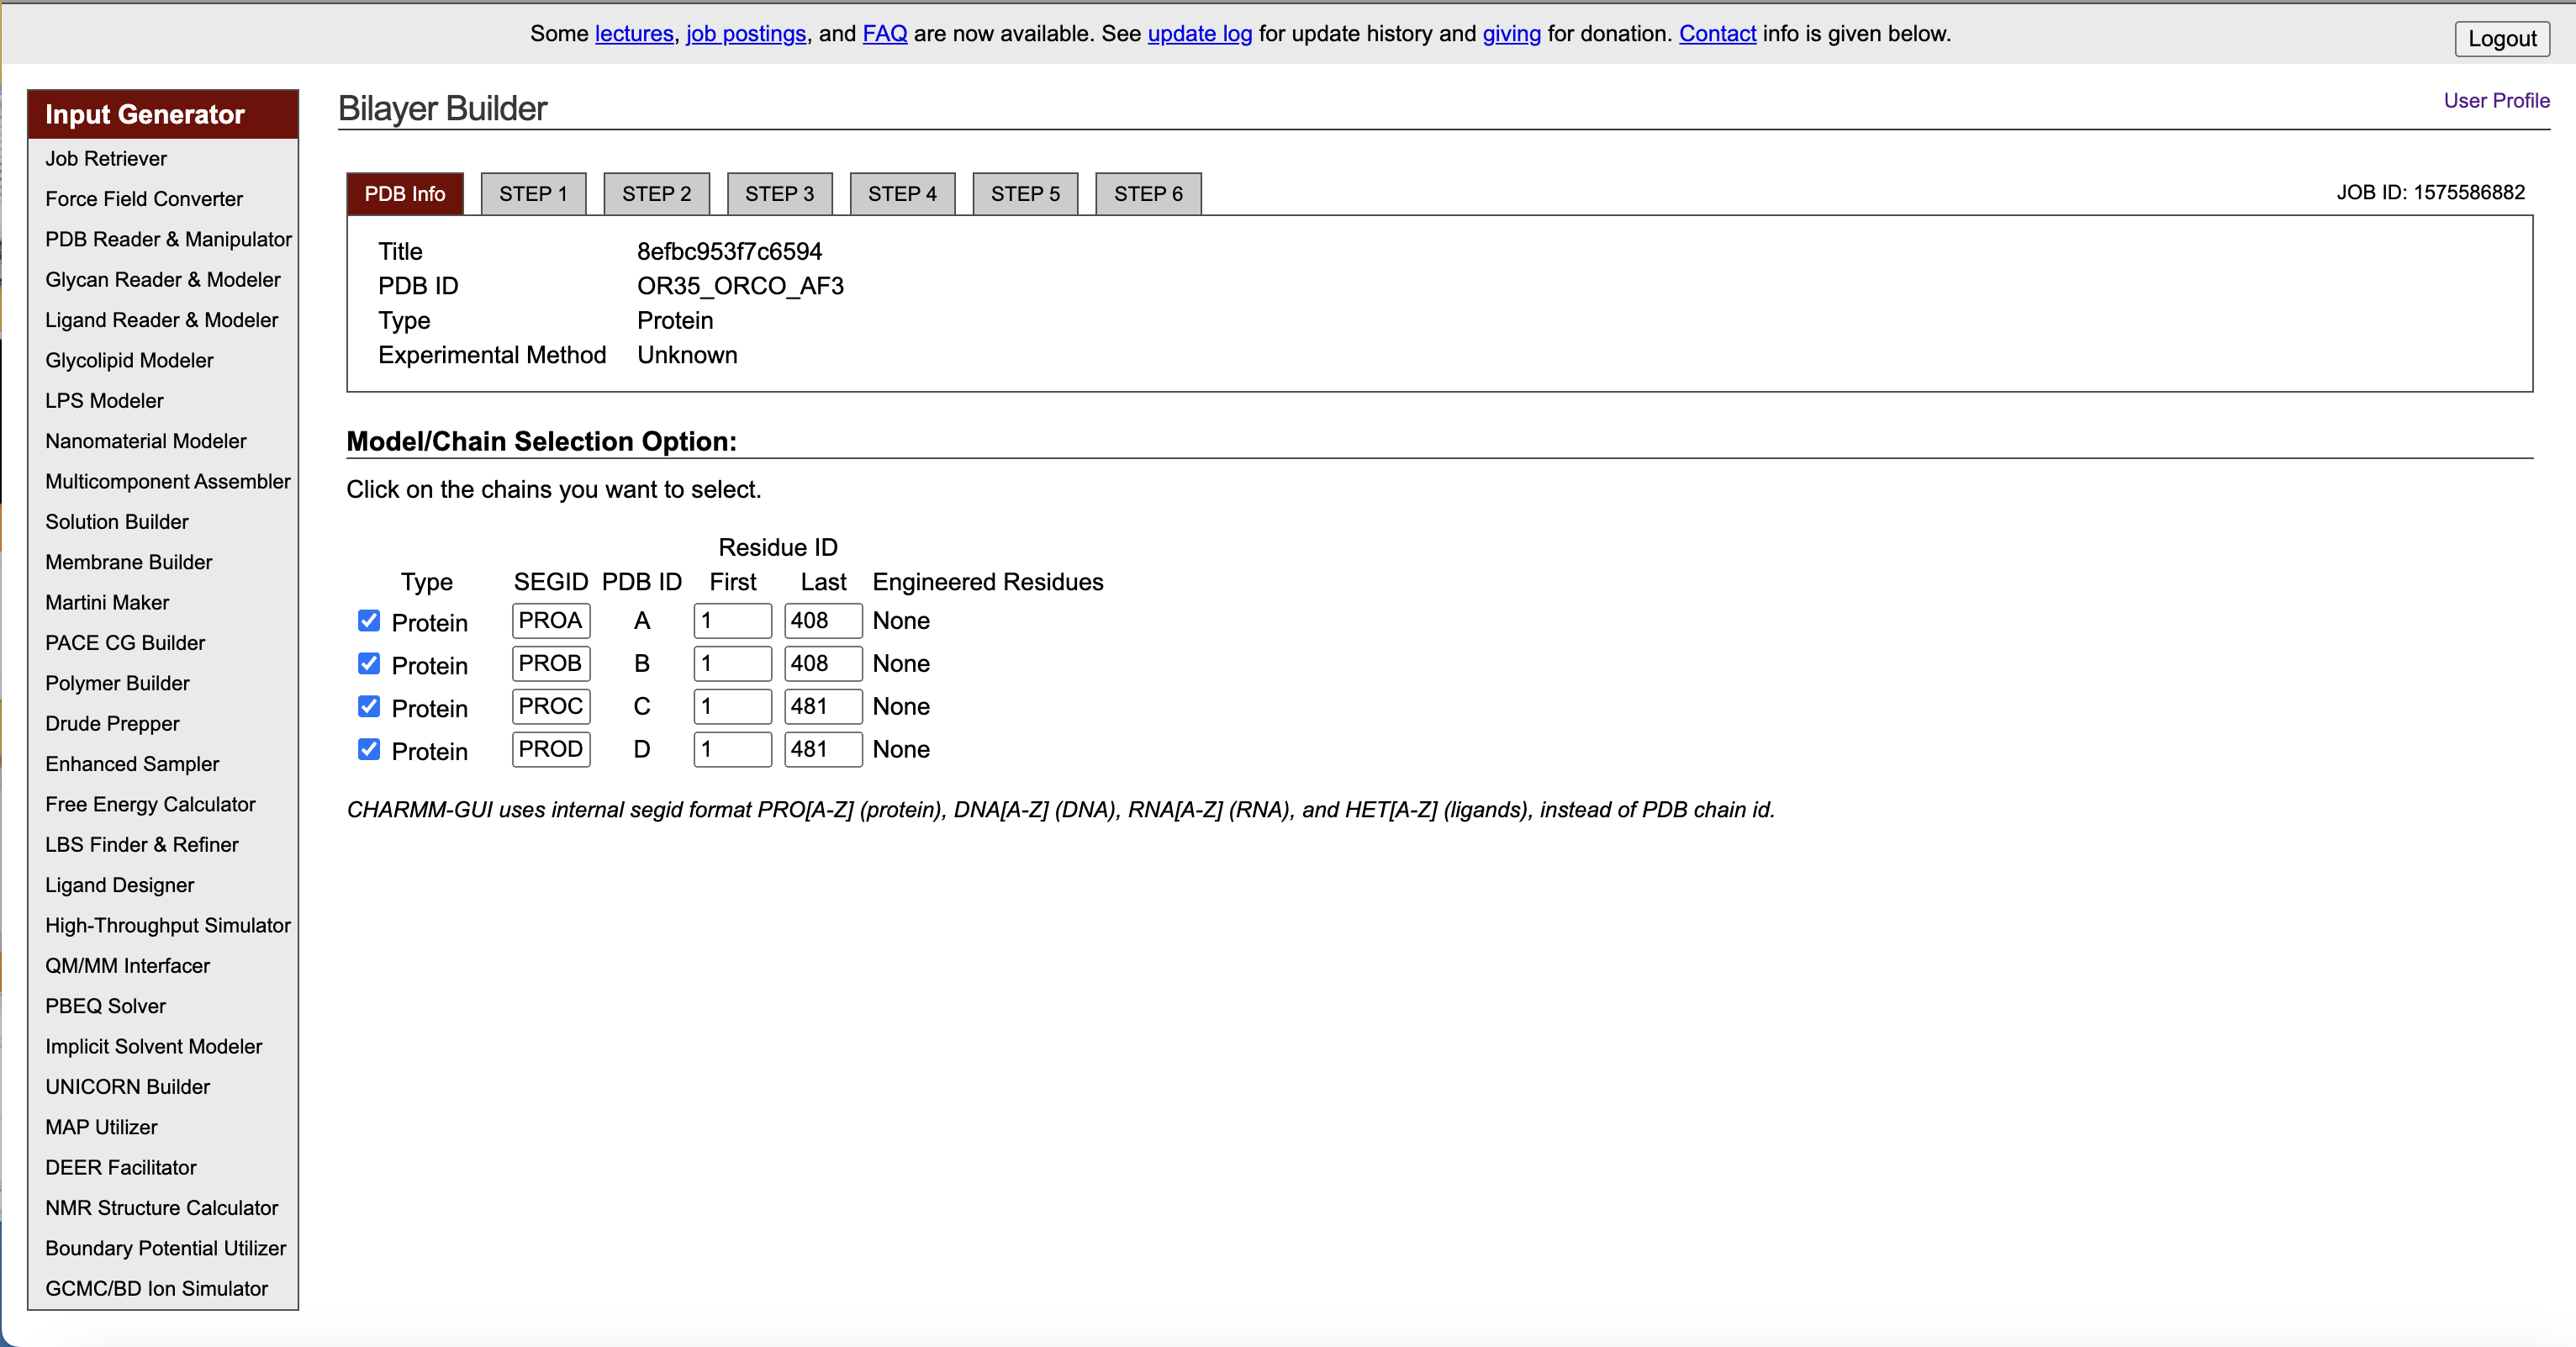 Some lectures, job postings, and FAQ are now available. See update log for update history and giving for donation. Contact info is given below.
Logout
Input Generator
Job Retriever
Force Field Converter
PDB Reader & Manipulator
Glycan Reader & Modeler
Ligand Reader & Modeler
Glycolipid Modeler
LPS Modeler
Nanomaterial Modeler
Multicomponent Assembler
Solution Builder
Membrane Builder
Martini Maker
PACE CG Builder
Polymer Builder
Drude Prepper
Enhanced Sampler
Free Energy Calculator
LBS Finder & Refiner
Ligand Designer
High-Throughput Simulator
QM/MM Interfacer
PBEQ Solver
Implicit Solvent Modeler
UNICORN Builder
MAP Utilizer
DEER Facilitator
NMR Structure Calculator
Boundary Potential Utilizer
GCMC/BD Ion Simulator
Bilayer Builder
User Profile
PDB Info STEP 1 STEP 2 STEP 3 STEP 4 STEP 5 STEP 6
JOB ID: 1575586882
Title 8efbc953f7c6594
PDB ID OR35_ORCO_AF3
Type Protein
Experimental Method Unknown
Model/Chain Selection Option:
Click on the chains you want to select.
Residue ID
Type SEGID PDB ID First Last Engineered Residues
Protein PROA A 1 408 None
Protein PROB B 1 408 None
Protein PROC C 1 481 None
Protein PROD D 1 481 None
CHARMM-GUI uses internal segid format PRO[A-Z] (protein), DNA[A-Z] (DNA), RNA[A-Z] (RNA), and HET[A-Z] (ligands), instead of PDB chain id.